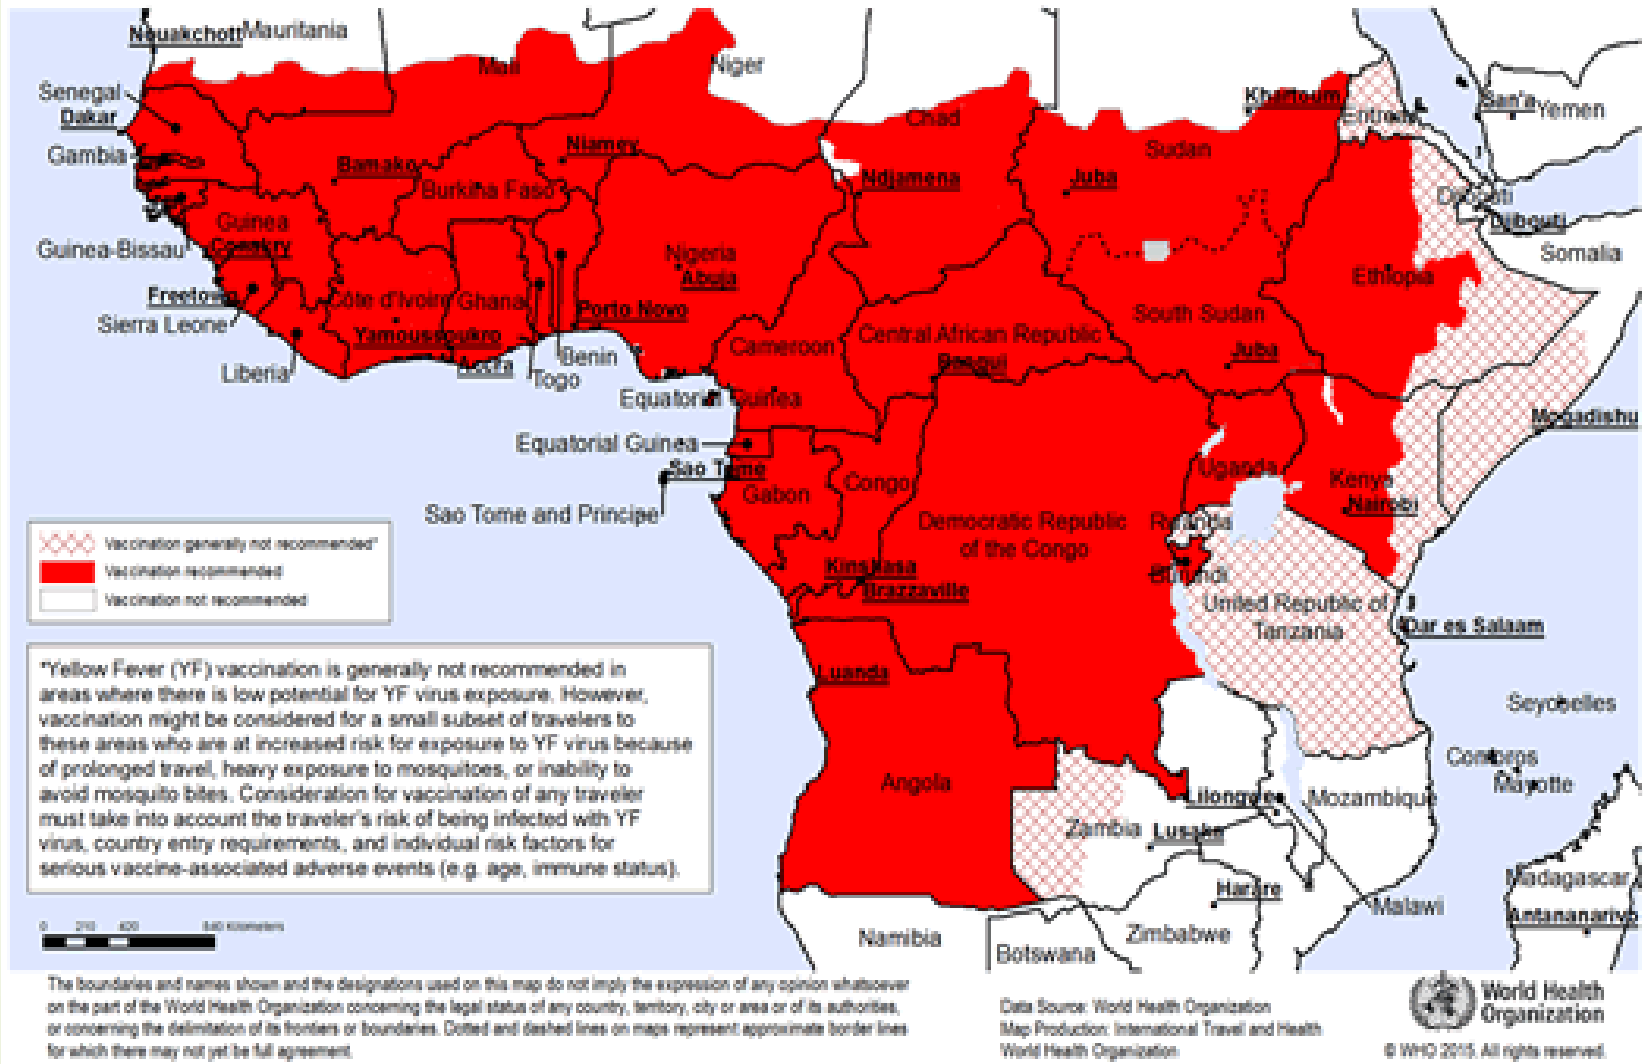 Nouakchott Mauritania
Mali
Niger
Senegal
Dakar
Gambia
Khartoum
Eritrea
San'a Yemen
Chad
Sudan
Niamey
Bamako
Burkina Faso
Ndjamena
Juba
Djibouti
Djibouti
Guinea
Conakry
Guinea-Bissau
Nigeria
Abuja
Ethiopia
Somalia
Freetown
Sierra Leone
Côte d'Ivoire Ghana
Porto Novo
South Sudan
Yamoussoukro
Accra
Central African Republic
Cameroon
Bangui
Juba
Liberia
Togo
Benin
Equatorial Guinea
Mogadishu
Equatorial Guinea
Sao Tome
Gabon
Congo
Uganda
Kenya
Nairobi
Sao Tome and Principe
Democratic Republic
of the Congo
Rwanda
Kinshasa
Brazzaville
Burundi
United Republic of
Tanzania
Dar es Salaam
Luanda
Seychelles
Comoros
Mayotte
Angola
Lilongwe
Mozambique
Zambia Lusaka
Harare
Madagascar
Malawi
Antananarivo
Namibia
Botswana
Zimbabwe
Vaccination generally not recommended*
Vaccination recommended
Vaccination not recommended
*Yellow Fever (YF) vaccination is generally not recommended in
areas where there is low potential for YF virus exposure. However,
vaccination might be considered for a small subset of travelers to
these areas who are at increased risk for exposure to YF virus because
of prolonged travel, heavy exposure to mosquitoes, or inability to
avoid mosquito bites. Consideration for vaccination of any traveler
must take into account the traveler's risk of being infected with YF
virus, country entry requirements, and individual risk factors for
serious vaccine-associated adverse events (e.g. age, immune status).
0 210 420 840 Kilometers
The boundaries and names shown and the designations used on this map do not imply the expression of any opinion whatsoever
on the part of the World Health Organization concerning the legal status of any country, territory, city or area or of its authorities,
or concerning the delimitation of its frontiers or boundaries. Dotted and dashed lines on maps represent approximate border lines
for which there may not yet be full agreement.
Data Source: World Health Organization
Map Production: International Travel and Health
World Health Organization
World Health
Organization
© WHO 2015. All rights reserved.